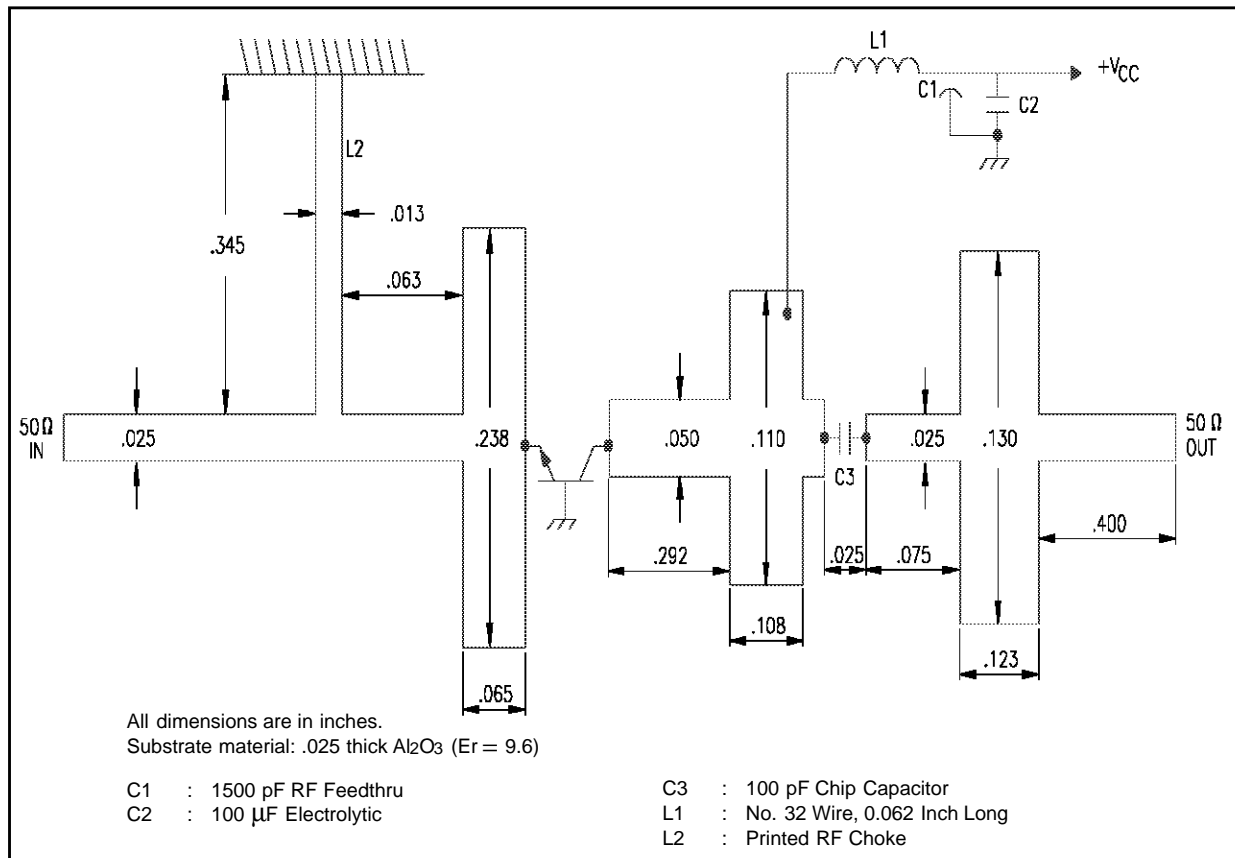 L1
+VCC
C1
C2
L2
.013
.345
.063
50Ω
IN
.025
.238
.050
.110
C3
.025
.130
50 Ω
OUT
.292
.025
.075
.400
.108
.123
.065
All dimensions are in inches.
Substrate material: .025 thick Al2O3 (Er = 9.6)
C1 : 1500 pF RF Feedthru
C2 : 100 µF Electrolytic
C3 : 100 pF Chip Capacitor
L1 : No. 32 Wire, 0.062 Inch Long
L2 : Printed RF Choke